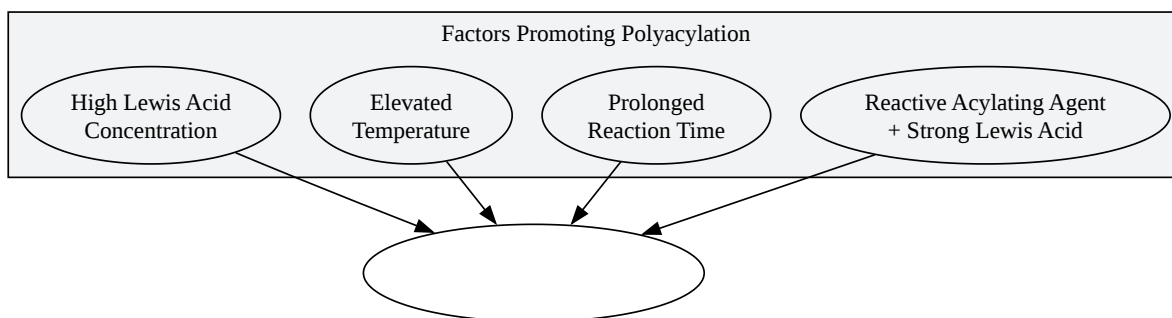 Factors Promoting Polyacylation
High Lewis Acid
Concentration
Elevated
Temperature
Prolonged
Reaction Time
Reactive Acylating Agent
+ Strong Lewis Acid